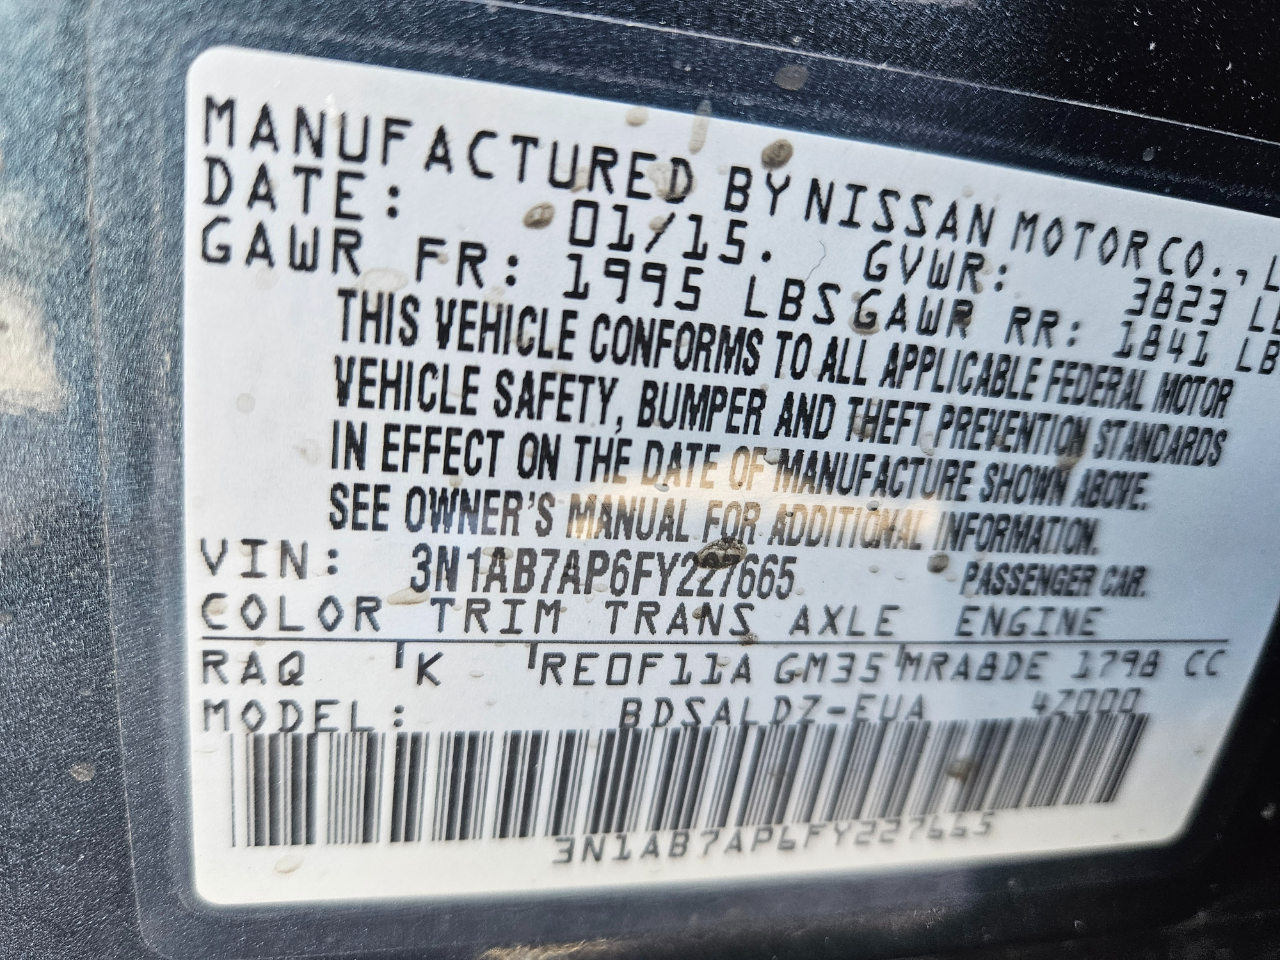 MANUFACTURED BY NISSAN MOTOR CO., L
DATE: 01/15. GVWR: 3823 LB
GAWR FR: 1995 LBS GAWR RR: 1841 LB
THIS VEHICLE CONFORMS TO ALL APPLICABLE FEDERAL MOTOR
VEHICLE SAFETY, BUMPER AND THEFT PREVENTION STANDARDS
IN EFFECT ON THE DATE OF MANUFACTURE SHOWN ABOVE.
SEE OWNER'S MANUAL FOR ADDITIONAL INFORMATION.
VIN: 3N1AB7AP6FY227665 PASSENGER CAR.
COLOR TRIM TRANS AXLE ENGINE
RAQ K RE0F11A GM35 MRA8DE 1798 CC
MODEL: BDSALDZ-EUA 47000
3N1AB7AP6FY227665